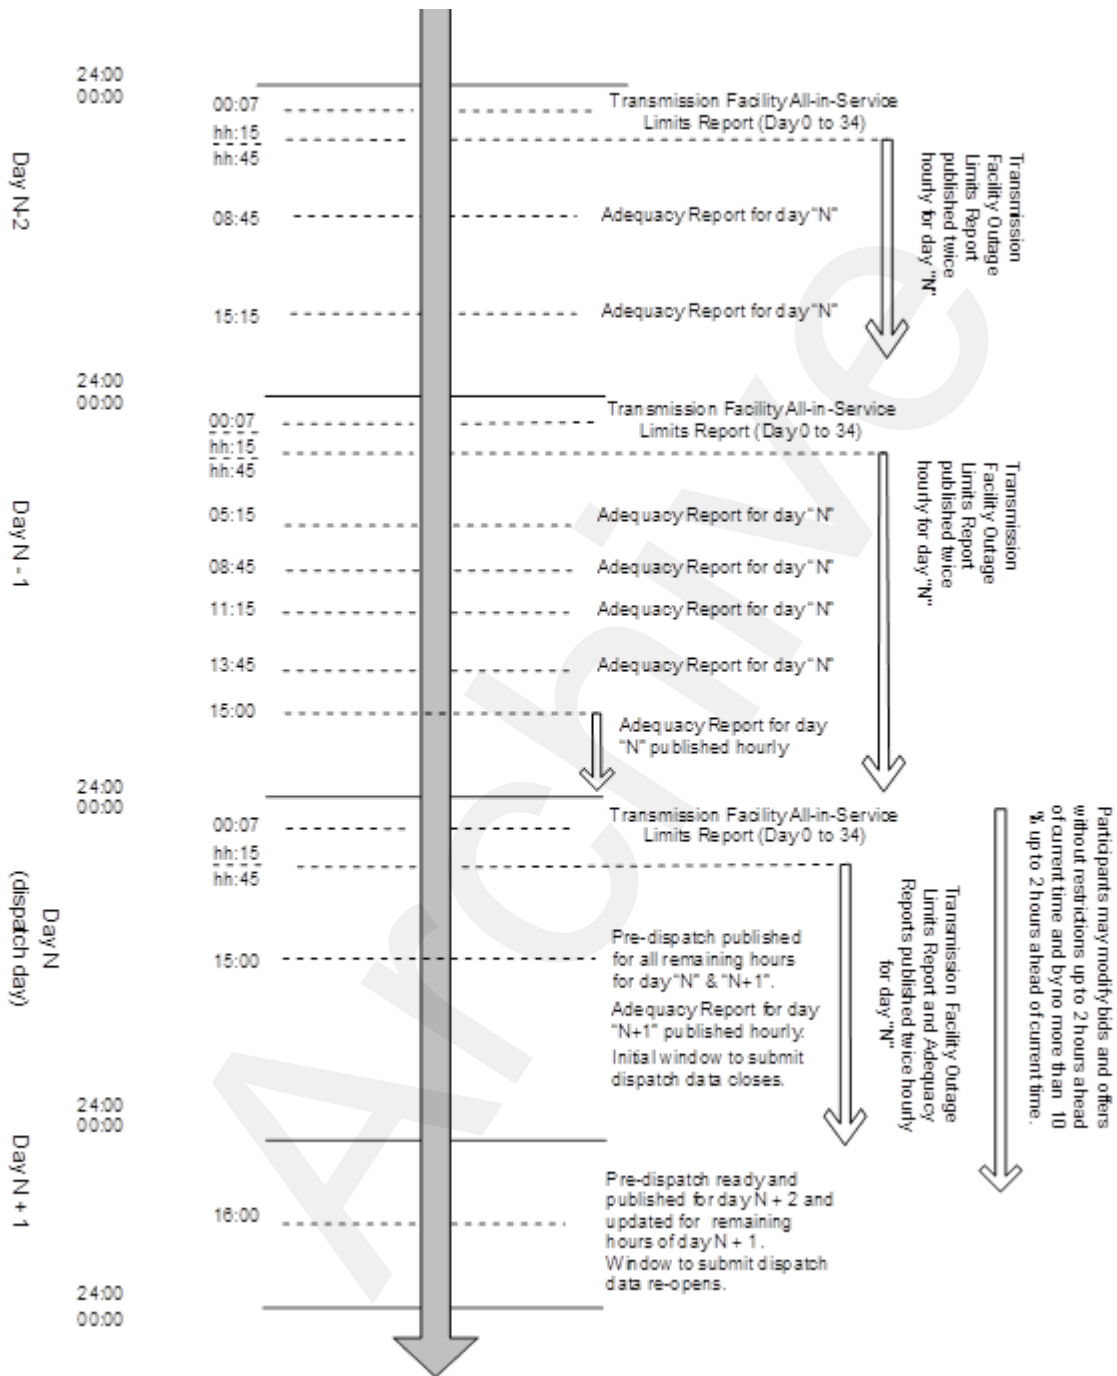 24:00
00:00
00:07
Transmission Facility All-in-Service
Limits Report (Day 0 to 34)
hh:15
hh:45
Transmission
Facility Outage
Limits Report
published twice
hourly for day "N"
Day N-2
08:45
Adequacy Report for day "N"
15:15
Adequacy Report for day "N"
24:00
00:00
00:07
Transmission Facility All-in-Service
Limits Report (Day 0 to 34)
hh:15
hh:45
Transmission
Facility Outage
Limits Report
published twice
hourly for day "N"
Day N - 1
05:15
Adequacy Report for day "N"
08:45
Adequacy Report for day "N"
11:15
Adequacy Report for day "N"
13:45
Adequacy Report for day "N"
15:00
Adequacy Report for day
"N" published hourly
24:00
00:00
00:07
Transmission Facility All-in-Service
Limits Report (Day 0 to 34)
hh:15
hh:45
Transmission Facility Outage
Limits Report and Adequacy
Reports published twice hourly
for day "N"
Participants may modify bids and offers
without restrictions up to 2 hours ahead
of current time and by no more than 10
% up to 2 hours ahead of current time.
Day N
(dispatch day)
15:00
Pre-dispatch published
for all remaining hours
for day "N" & "N+1".
Adequacy Report for day
"N+1" published hourly.
Initial window to submit
dispatch data closes.
24:00
00:00
Day N + 1
16:00
Pre-dispatch ready and
published for day N + 2 and
updated for remaining
hours of day N + 1.
Window to submit dispatch
data re-opens.
24:00
00:00
Archive